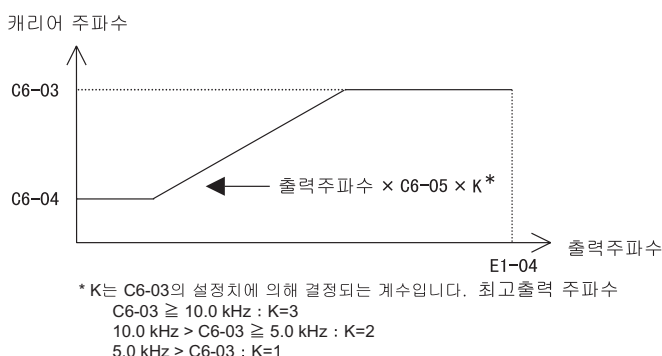 캐리어 주파수
C6-03
C6-04
출력주파수 × C6-05 × K*
출력주파수
E1-04
* K는 C6-03의 설정치에 의해 결정되는 계수입니다. 최고출력 주파수
C6-03 ≧ 10.0 kHz : K=3
10.0 kHz > C6-03 ≧ 5.0 kHz : K=2
5.0 kHz > C6-03 : K=1